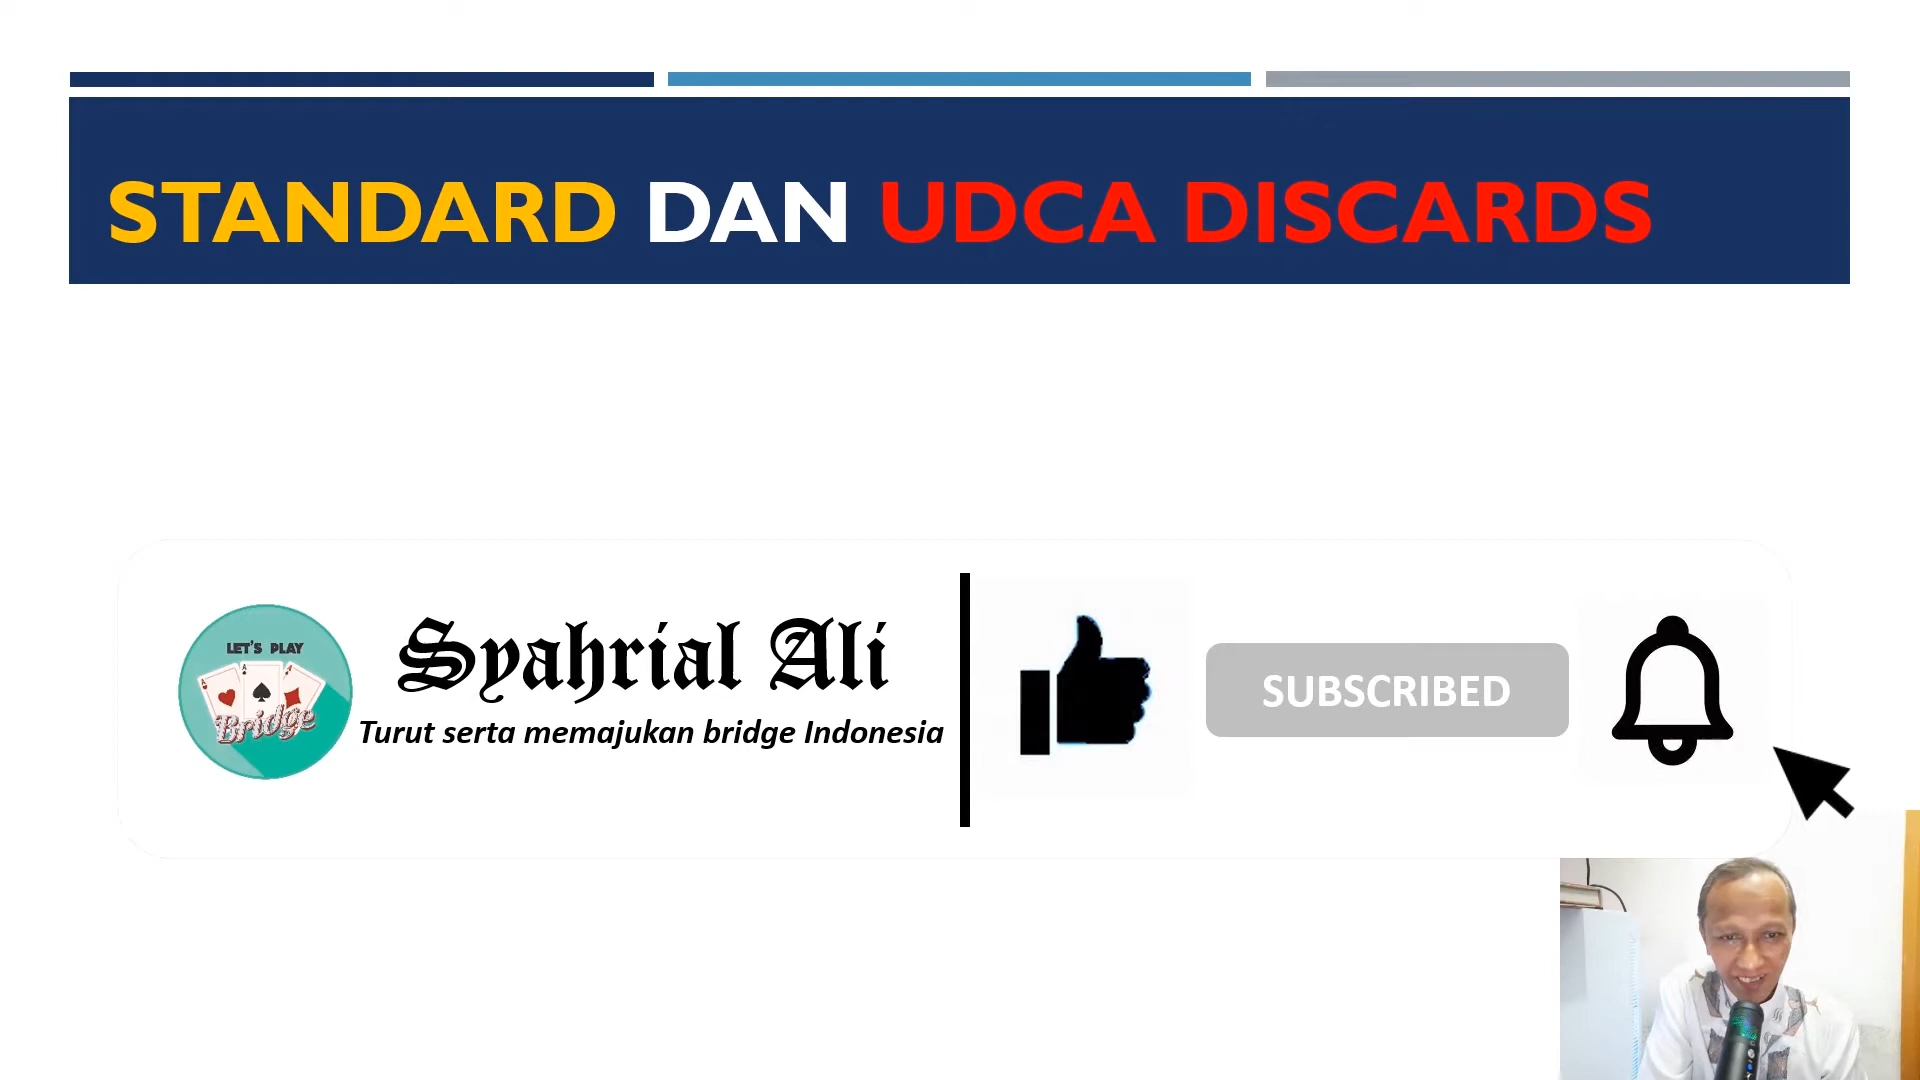 STANDARD DAN UDCA DISCARDS
LET'S PLAY
Bridge
Syahrial Ali
Turut serta memajukan bridge Indonesia
SUBSCRIBED